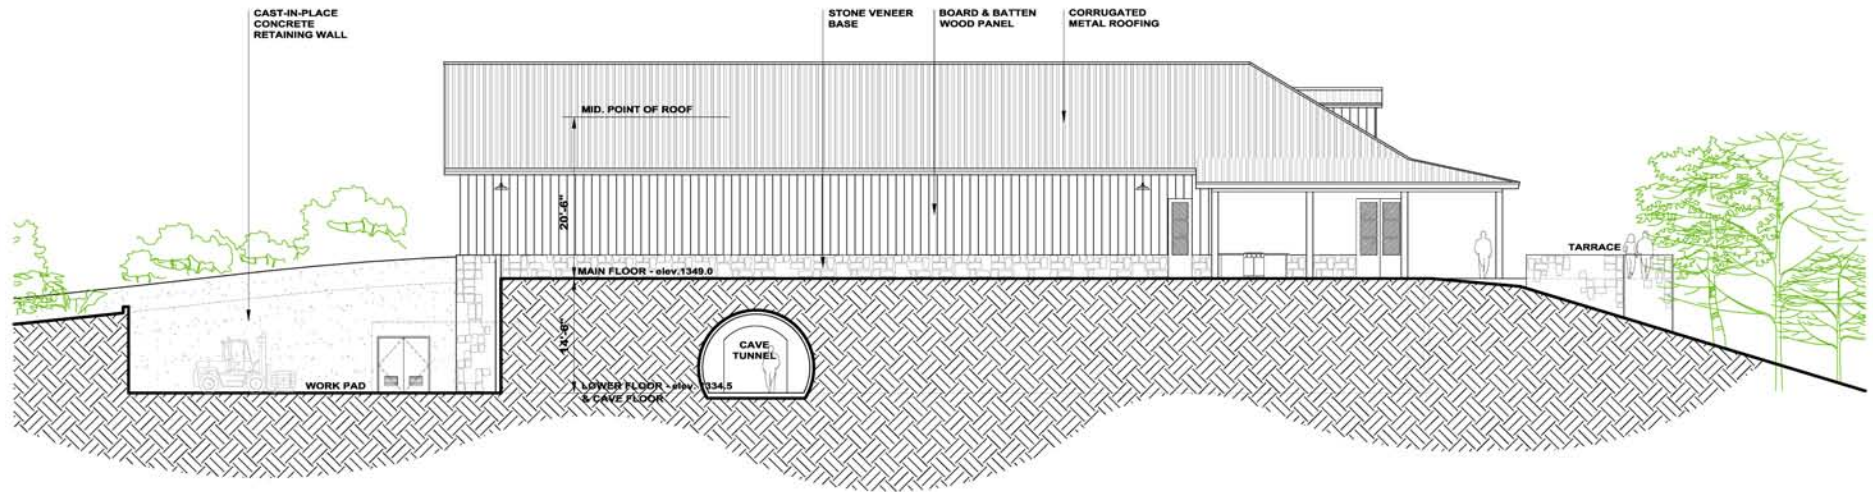 CAST-IN-PLACE
CONCRETE
RETAINING WALL
STONE VENEER
BASE
BOARD & BATTEN
WOOD PANEL
CORRUGATED
METAL ROOFING
MID. POINT OF ROOF
20'-6"
TARRACE
MAIN FLOOR - elev.1349.0
14'-6"
CAVE
TUNNEL
WORK PAD
LOWER FLOOR - elev. 1334.5
& CAVE FLOOR